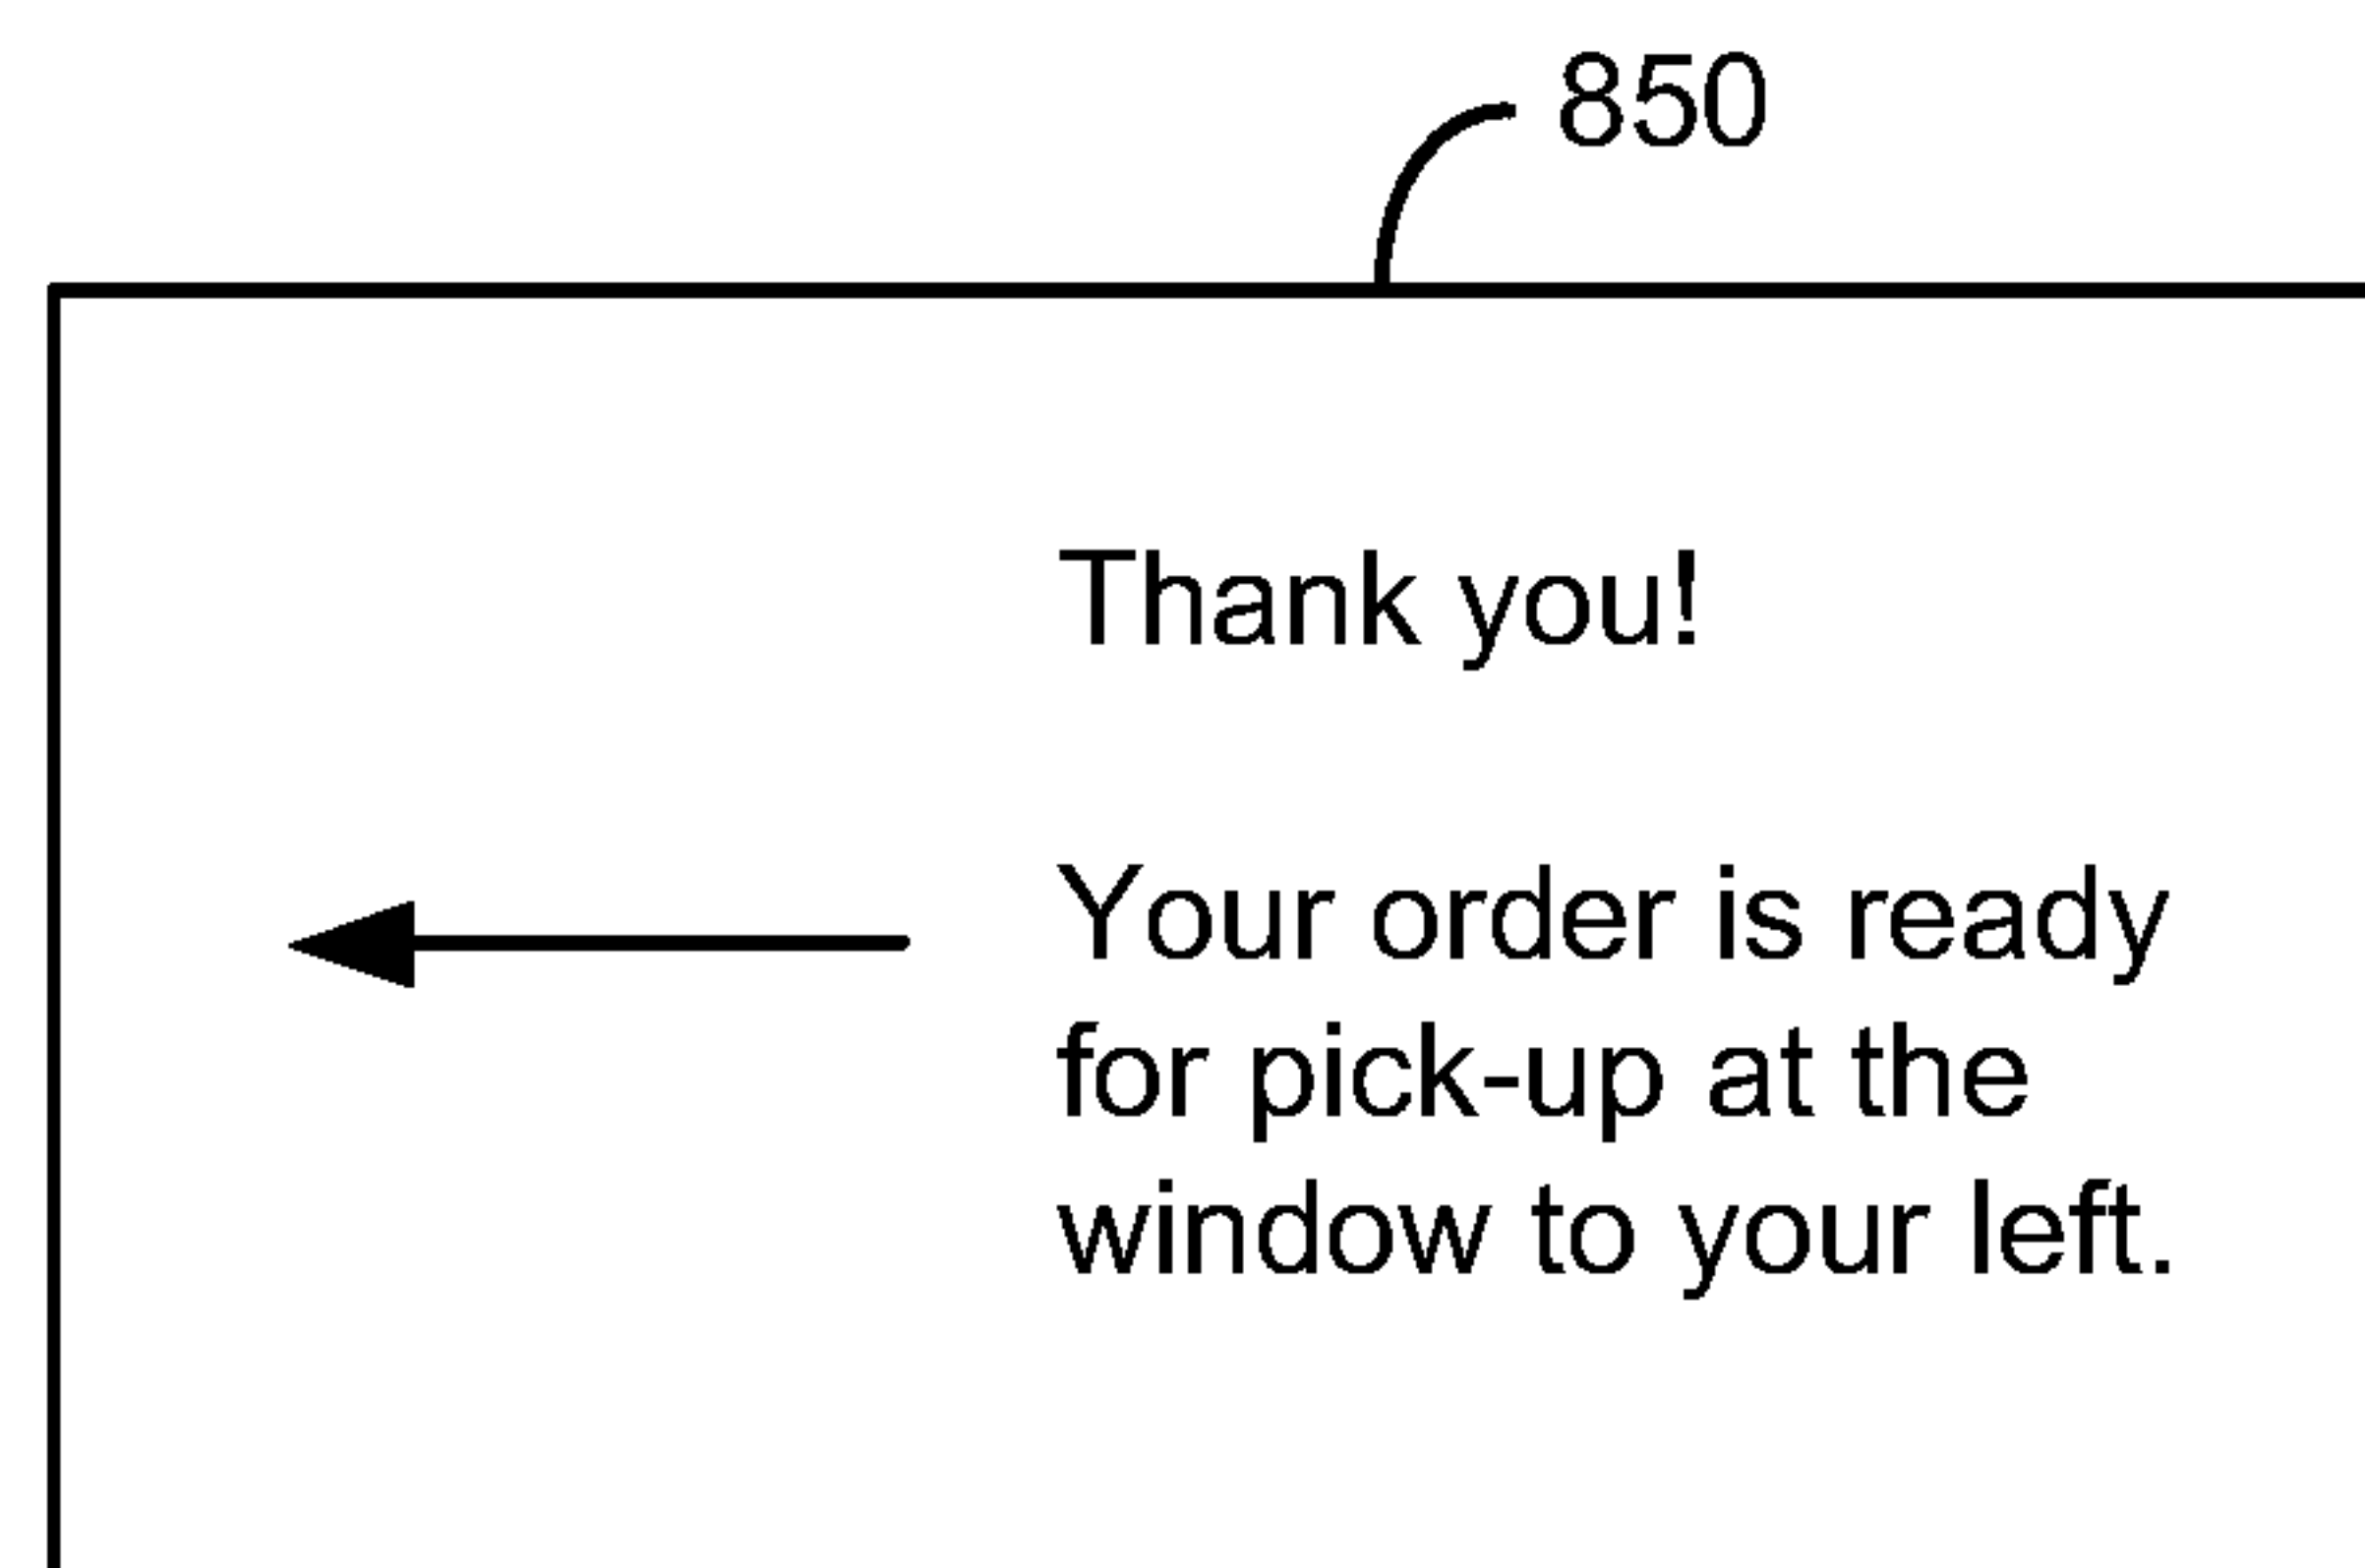 850
Thank you!
Your order is ready
for pick-up at the
window to your left.